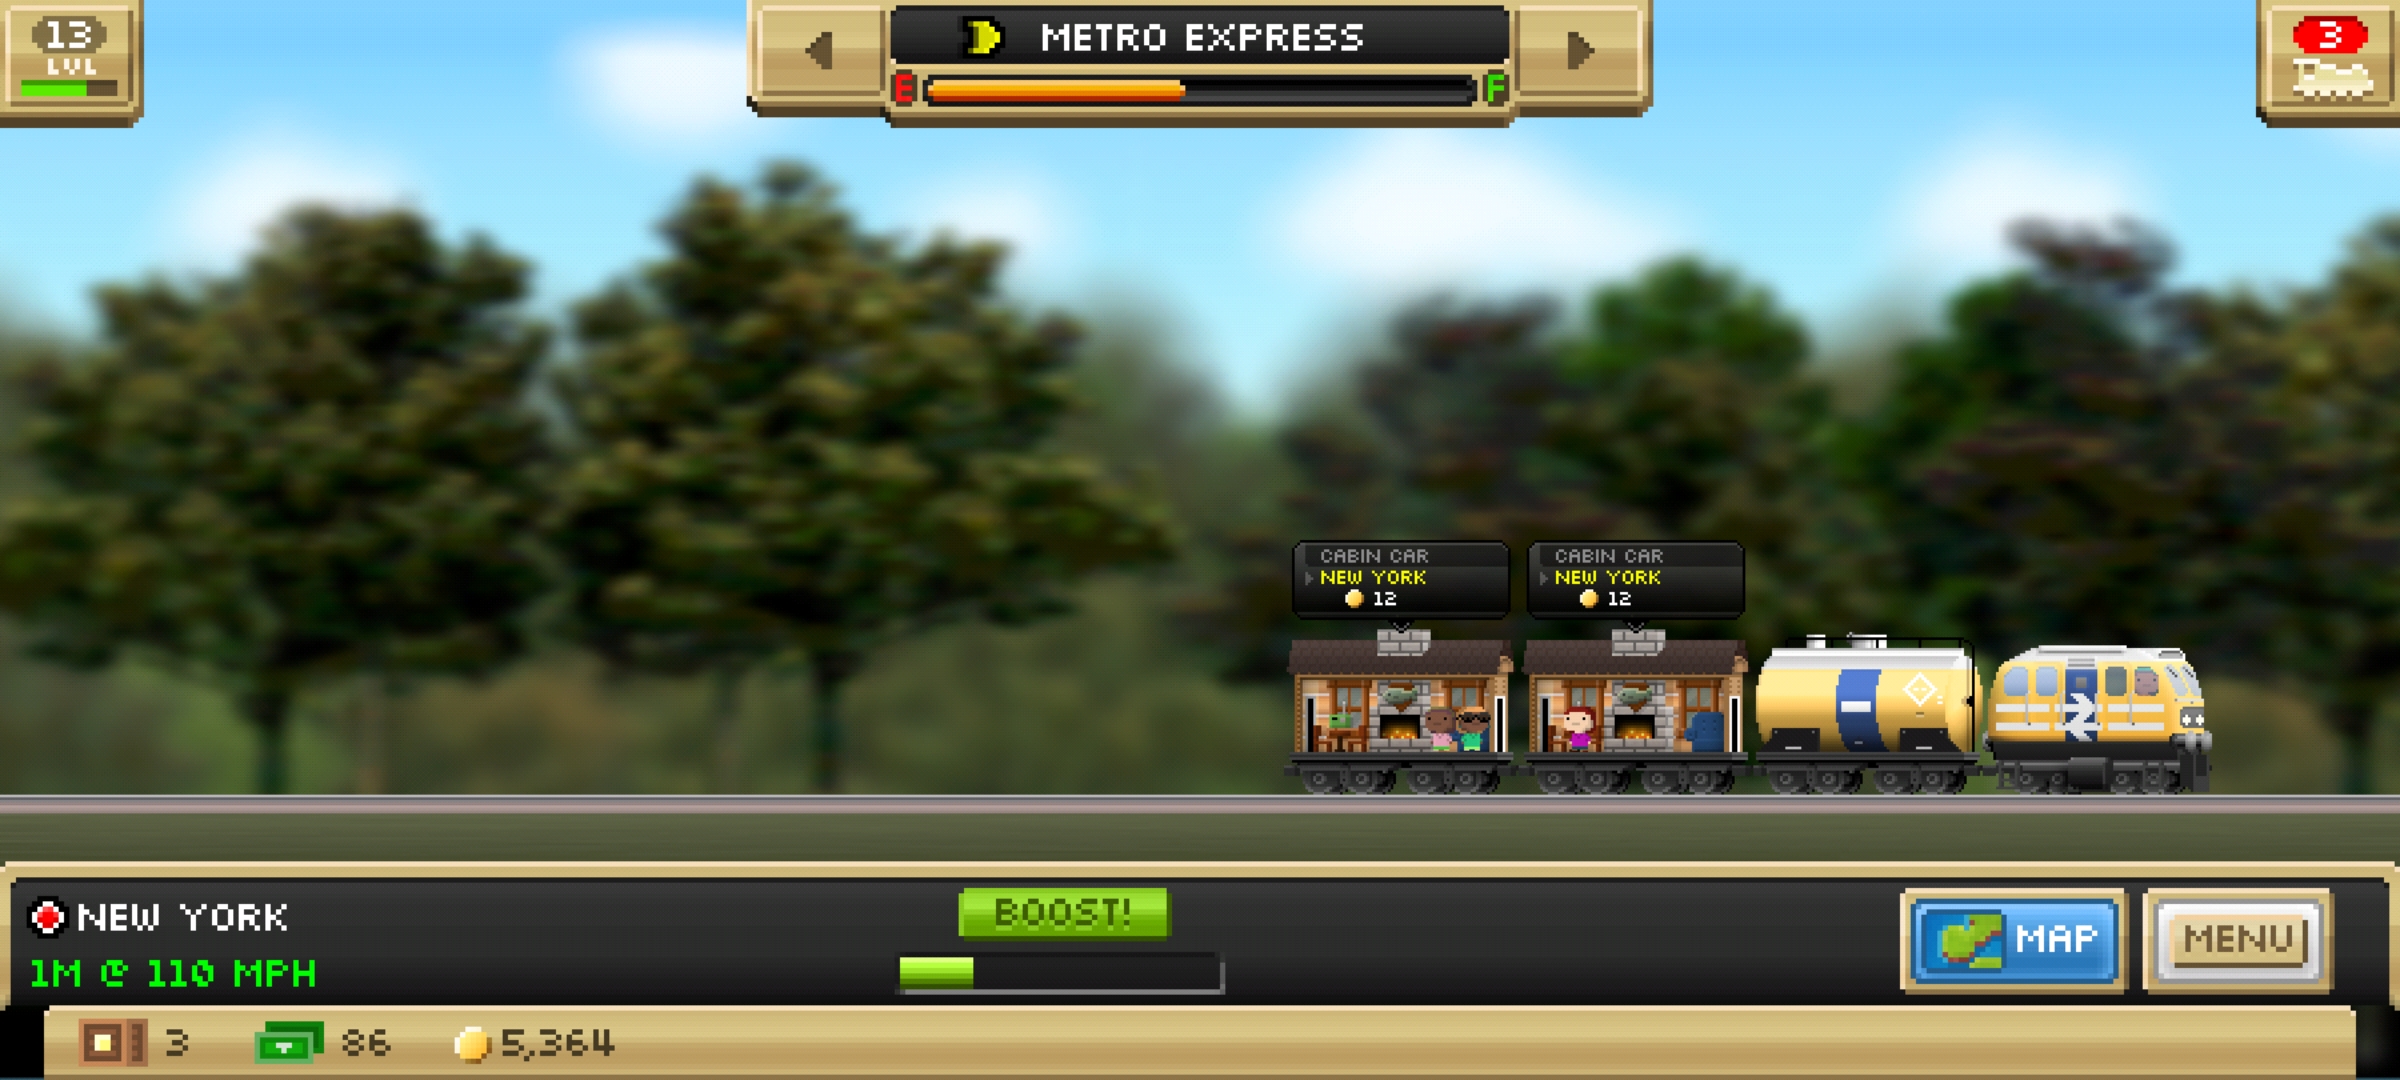 13
LVL
METRO EXPRESS
E
F
3
CABIN CAR
NEW YORK
12
CABIN CAR
NEW YORK
12
NEW YORK
1M @ 110 MPH
BOOST!
MAP
MENU
3
86
5,364